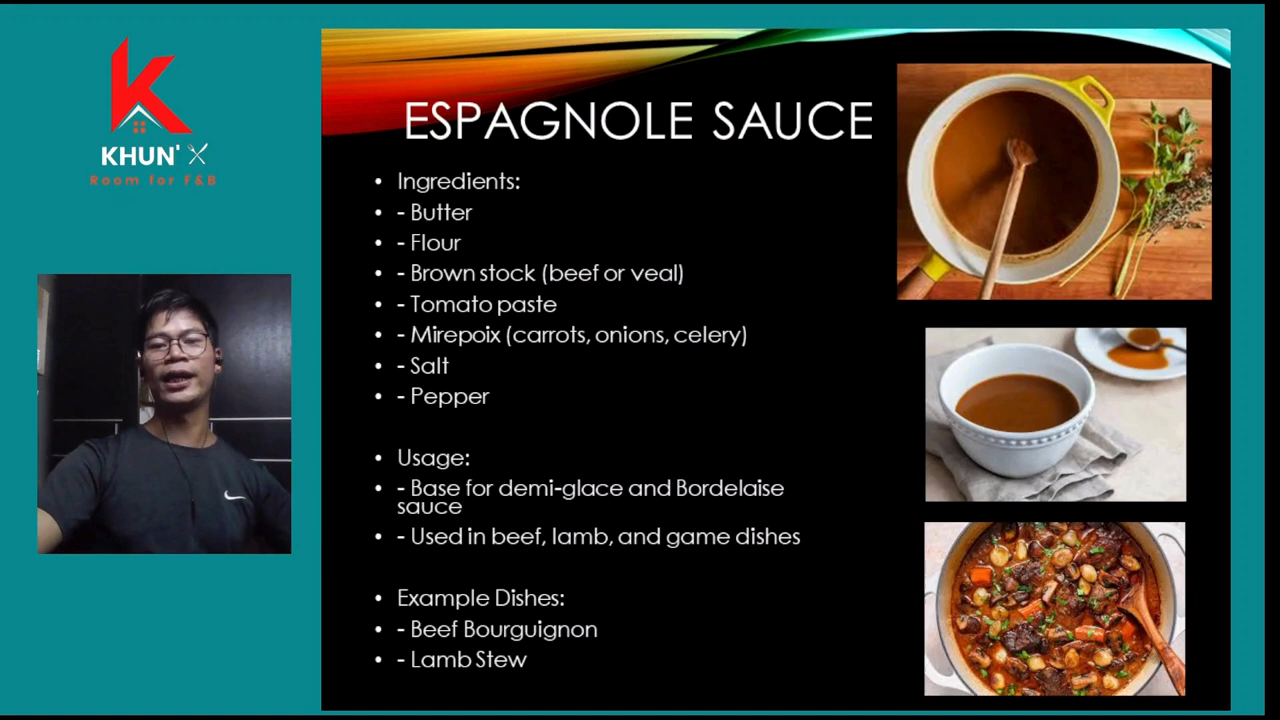 KHUN'
Room for F&B
ESPAGNOLE SAUCE
• Ingredients:
• - Butter
• - Flour
• - Brown stock (beef or veal)
• - Tomato paste
• - Mirepoix (carrots, onions, celery)
• - Salt
• - Pepper
• Usage:
• - Base for demi-glace and Bordelaise
sauce
• - Used in beef, lamb, and game dishes
• Example Dishes:
• - Beef Bourguignon
• - Lamb Stew